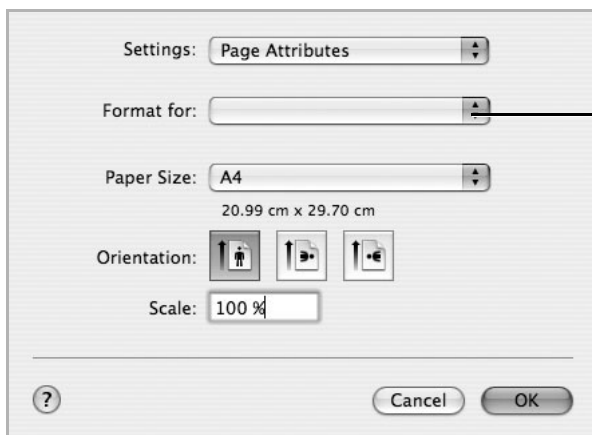 Settings: Page Attributes
Format for:
Paper Size: A4
20.99 cm x 29.70 cm
Orientation:
Scale: 100 %
? Cancel OK